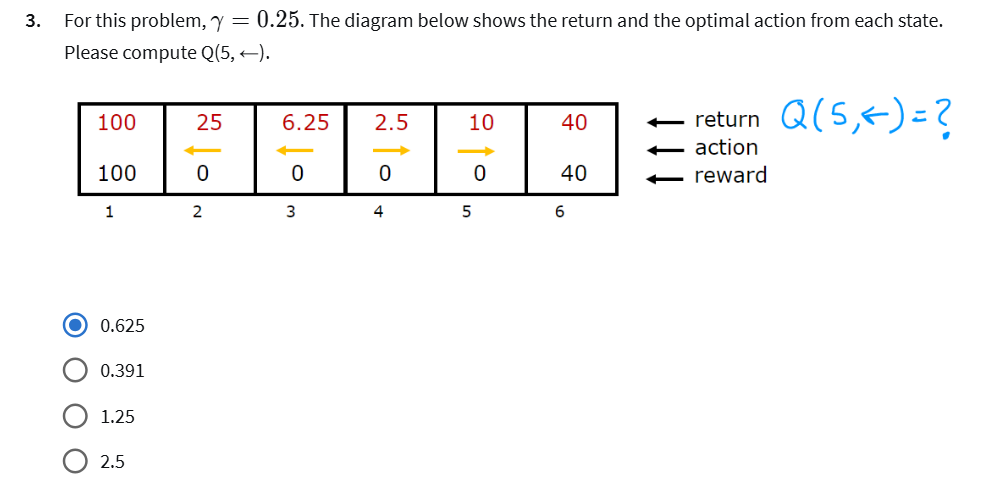 3. For this problem, γ = 0.25. The diagram below shows the return and the optimal action from each state.
Please compute Q(5, ←).
100 25 6.25 2.5 10 40 ← return Q(5,←)=?
← ← → → ← action
100 0 0 0 0 40 ← reward
1 2 3 4 5 6
0.625
0.391
1.25
2.5